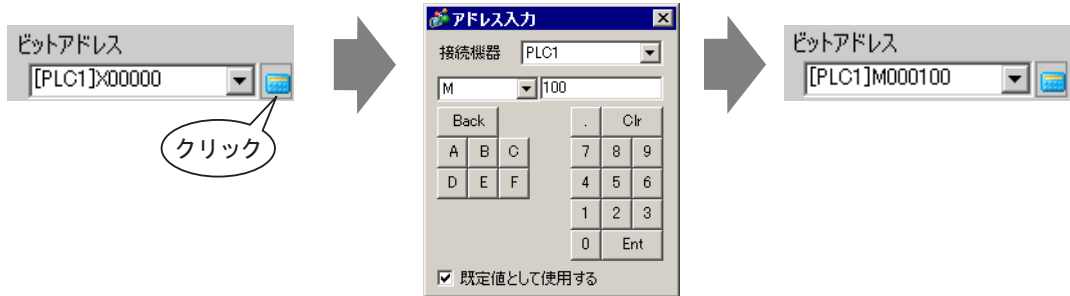 ビットアドレス
[PLC1]X00000
クリック
アドレス入力
接続機器 PLC1
M 100
Back . Clr
A B C 7 8 9
D E F 4 5 6
1 2 3
0 Ent
既定値として使用する
ビットアドレス
[PLC1]M000100